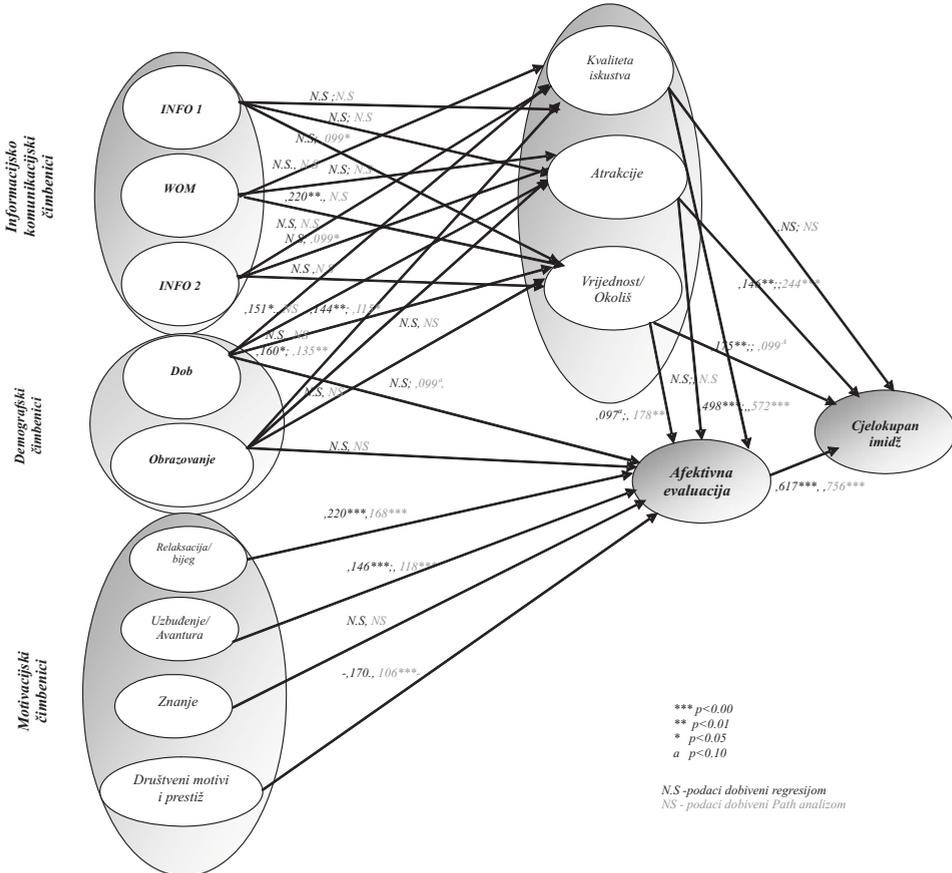 Informacijsko
komunikacijski
čimbenici
INFO 1
WOM
INFO 2
Demografski
čimbenici
Dob
Obrazovanje
Motivacijski
čimbenici
Relaksacija/
bijeg
Uzbuđenje/
Avantura
Znanje
Društveni motivi
i prestiž
Kvaliteta
iskustva
Atrakcije
Vrijednost/
Okoliš
Afektivna
evaluacija
Cjelokupan
imidž
N.S ;N.S
N.S; N.S
N.S; ,099*
N.S., N.S
N.S; N.S
,220**., N.S
N.S, N.S
N.S; ,099*
N.S ,N.S
,151*., NS
,144**; ,115*
N.S., NS
,160*; ,135**
N.S, NS
N.S, NS
N.S; ,099ᵃ,
N.S, NS
,220***,168***
,146***;, 118***
N.S, NS
-,170., 106***-
,NS; NS
,146**;;244***
,175**;; ,099ᴬ
N.S;; N.S
,498***;,,572***
,097ᵃ;, 178**
,617***, ,756***
*** p<0.00
** p<0.01
* p<0.05
a p<0.10
N.S -podaci dobiveni regresijom
NS - podaci dobiveni Path analizom